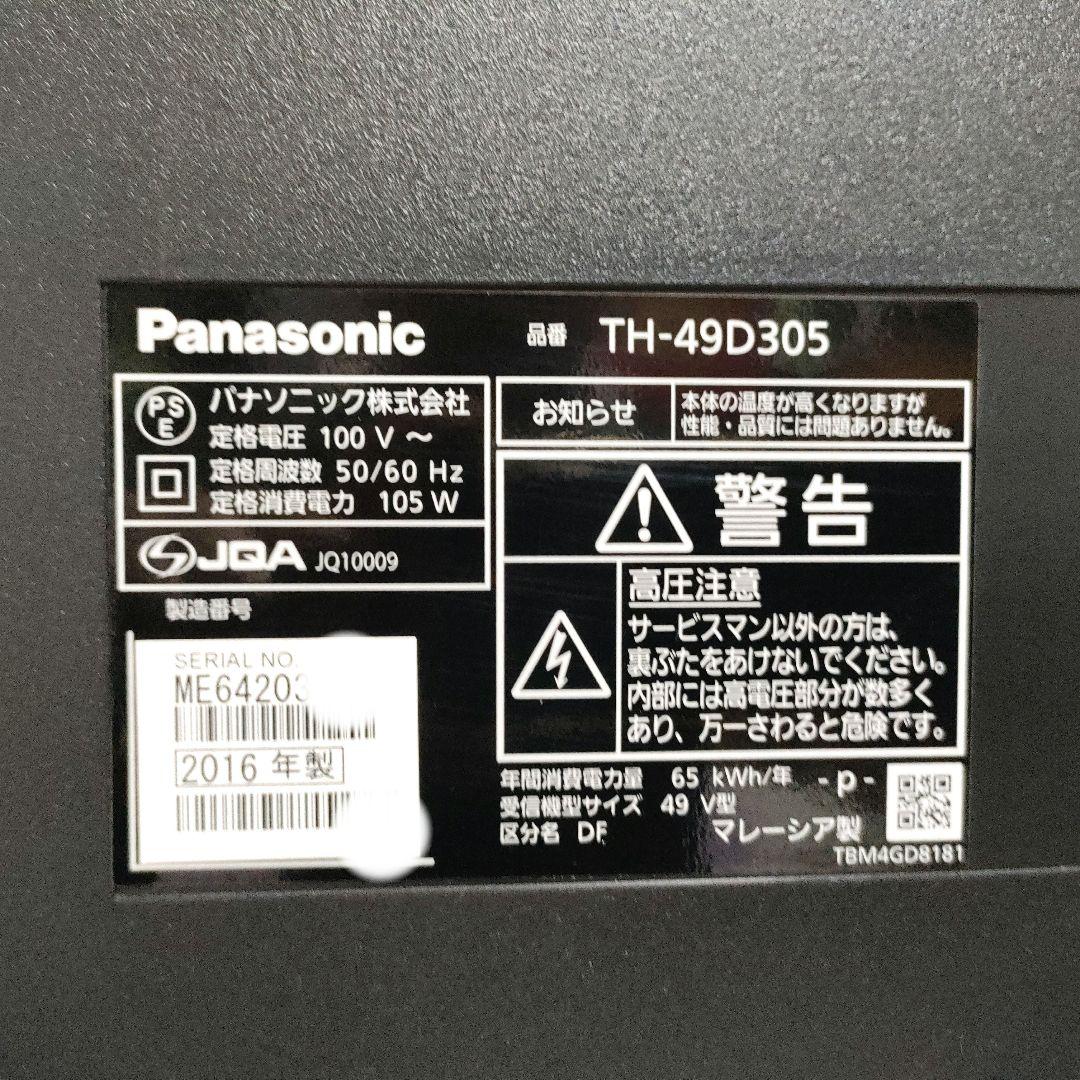 Panasonic
品番 TH-49D305
PS
E
パナソニック株式会社
定格電圧 100 V ～
定格周波数 50/60 Hz
定格消費電力 105 W
JQA JQ10009
製造番号
SERIAL NO.
ME64203
2016 年製
お知らせ
本体の温度が高くなりますが
性能・品質には問題ありません。
警告
高圧注意
サービスマン以外の方は、
裏ぶたをあけないでください。
内部には高電圧部分が数多く
あり、万一さわると危険です。
年間消費電力量 65 kWh/年 - p -
受信機型サイズ 49 V型
区分名 DF マレーシア製
TBM4GD8181